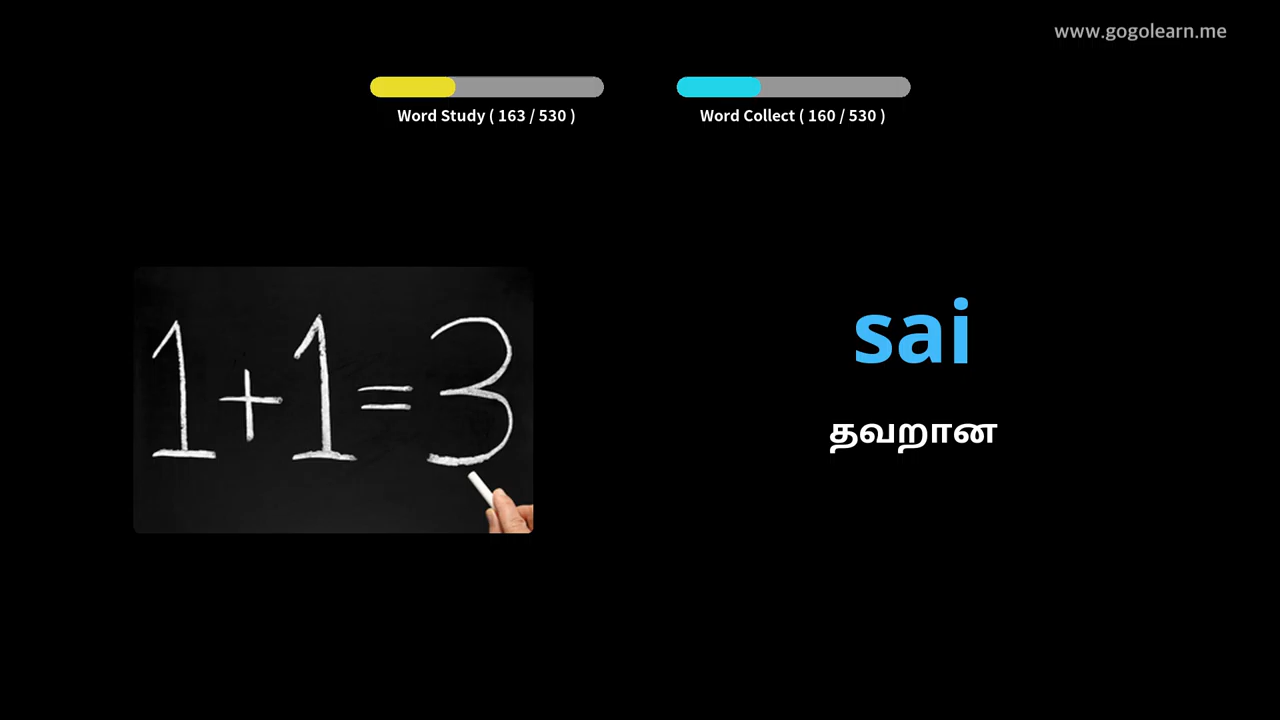 www.gogolearn.me
Word Study ( 163 / 530 )
Word Collect ( 160 / 530 )
1+1=3
sai
தவறான